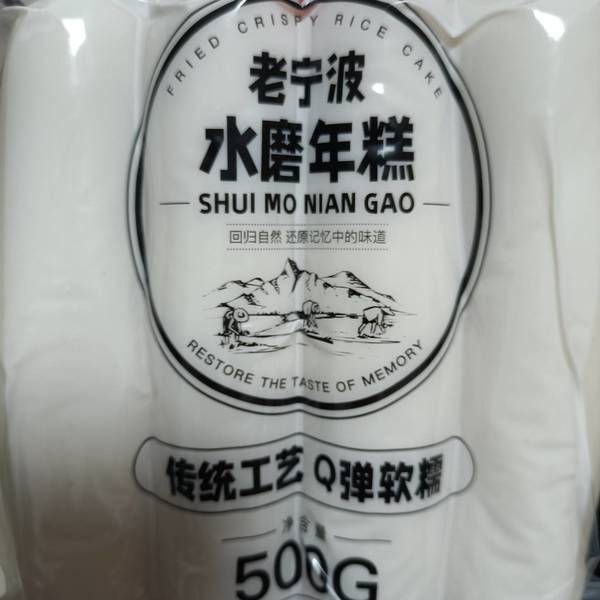 FRIED CRISPY RICE CAKE
老宁波
水磨年糕
SHUI MO NIAN GAO
回归自然 还原记忆中的味道
RESTORE THE TASTE OF MEMORY
传统工艺 Q弹软糯
净含量
500G